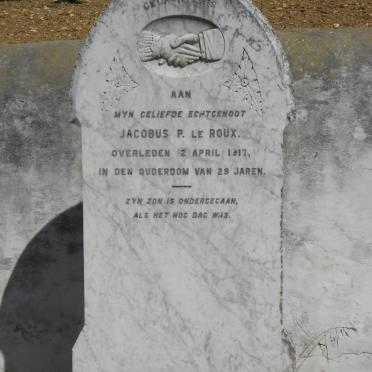 AAN
MYN GELIEFDE ECHTGENOOT
JACOBUS P. LE ROUX.
OVERLEDEN 2 APRIL 1917,
IN DEN OUDERDOM VAN 29 JAREN.
ZYN ZON IS ONDERGEGAAN,
ALS HET NOG DAG WAS.